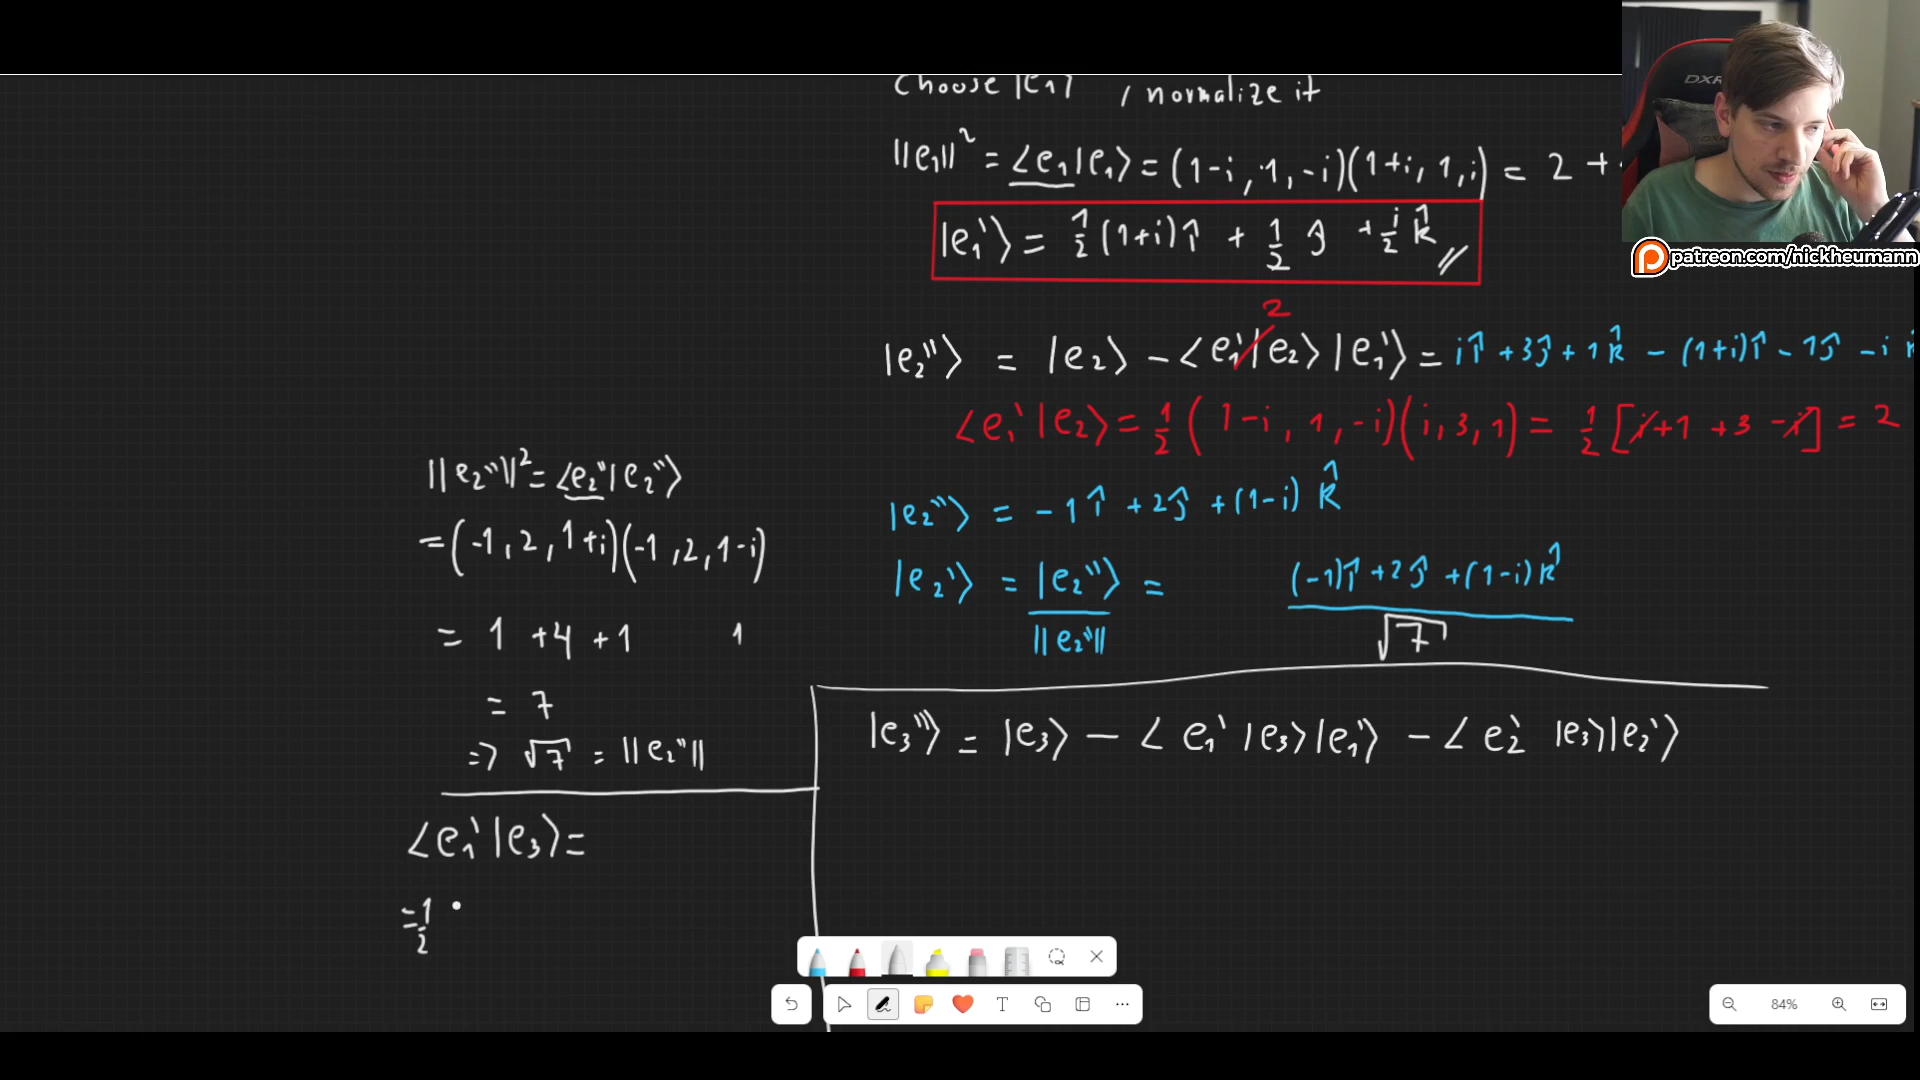 Choose |e1⟩ , normalize it
||e₁||² = ⟨e₁|e₁⟩ = (1-i, 1, -i)(1+i, 1, i) = 2 +
|e₁'⟩ = 1/2 (1+i) î + 1/2 ĵ + i/2 k̂ //
2
|e₂''⟩ = |e₂⟩ - ⟨e₁'|e₂⟩ |e₁'⟩ = iî + 3ĵ + 1k̂ - (1+i)î - 1ĵ - i k̂
⟨e₁'|e₂⟩ = 1/2 (1-i, 1, -i)(i, 3, 1) = 1/2 [i+1 +3 -i] = 2
|e₂''⟩ = -1î + 2ĵ + (1-i) k̂
|e₂'⟩ = |e₂''⟩ / ||e₂''|| = (-1)î + 2ĵ + (1-i)k̂ / √7
||e₂''||² = ⟨e₂''|e₂''⟩
= (-1, 2, 1+i)(-1, 2, 1-i)
= 1 + 4 + 1 1
= 7
=> √7 = ||e₂''||
⟨e₁'|e₃⟩ =
= 1/2
|e₃''⟩ = |e₃⟩ - ⟨e₁'|e₃⟩|e₁'⟩ - ⟨e₂'|e₃⟩|e₂'⟩
DXR
patreon.com/nickheumann
T
84%